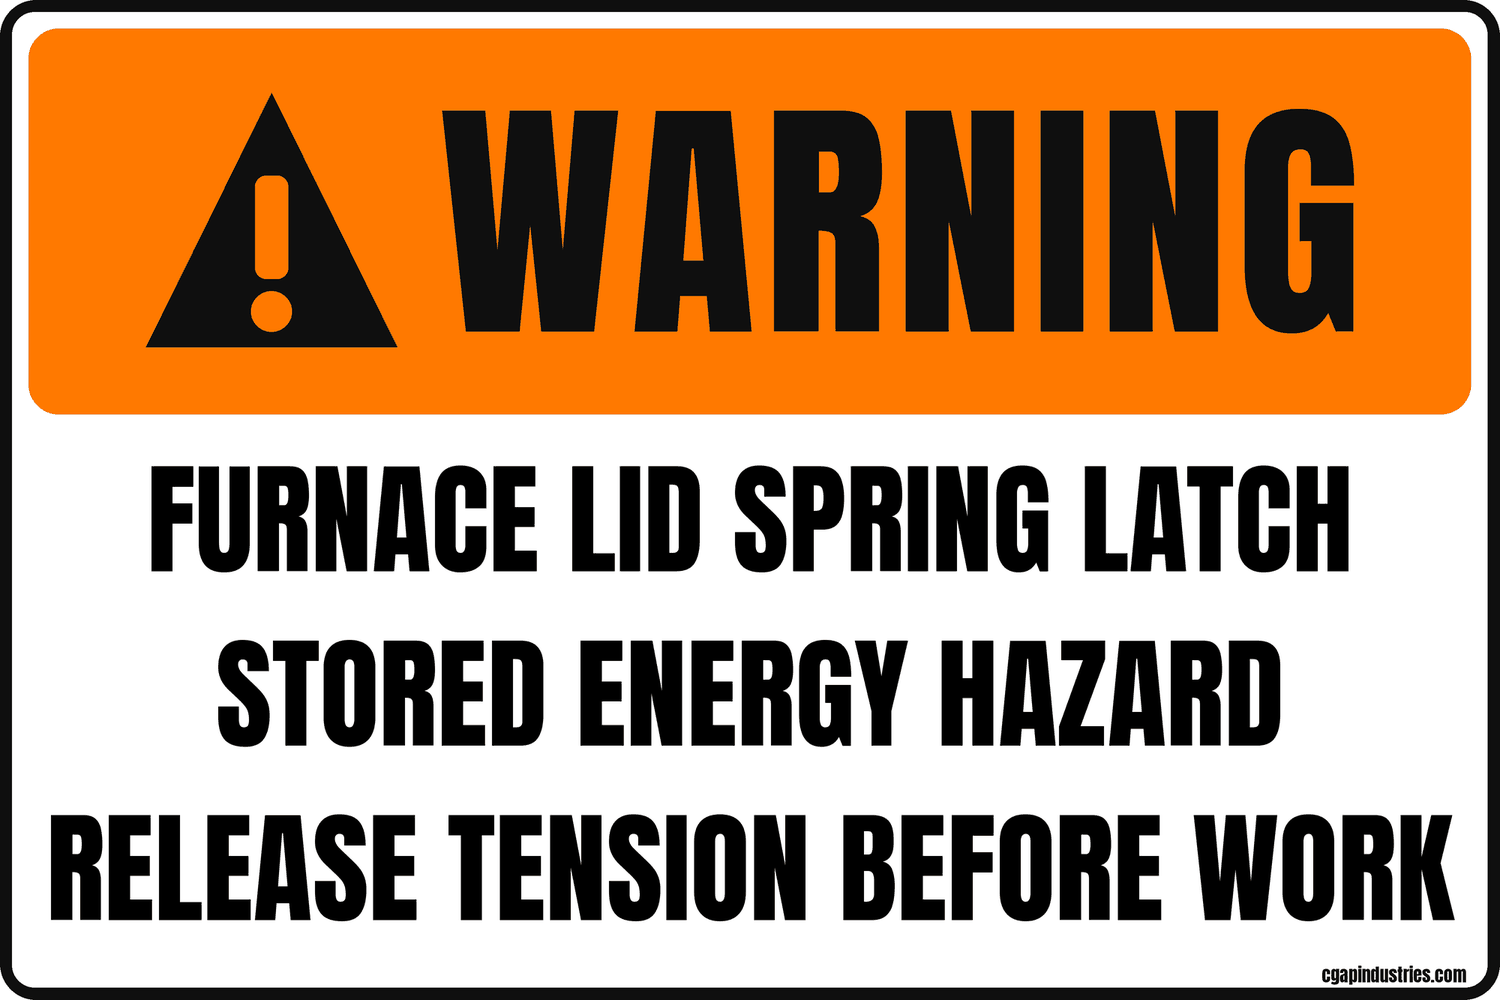 WARNING
FURNACE LID SPRING LATCH
STORED ENERGY HAZARD
RELEASE TENSION BEFORE WORK
cgapindustries.com